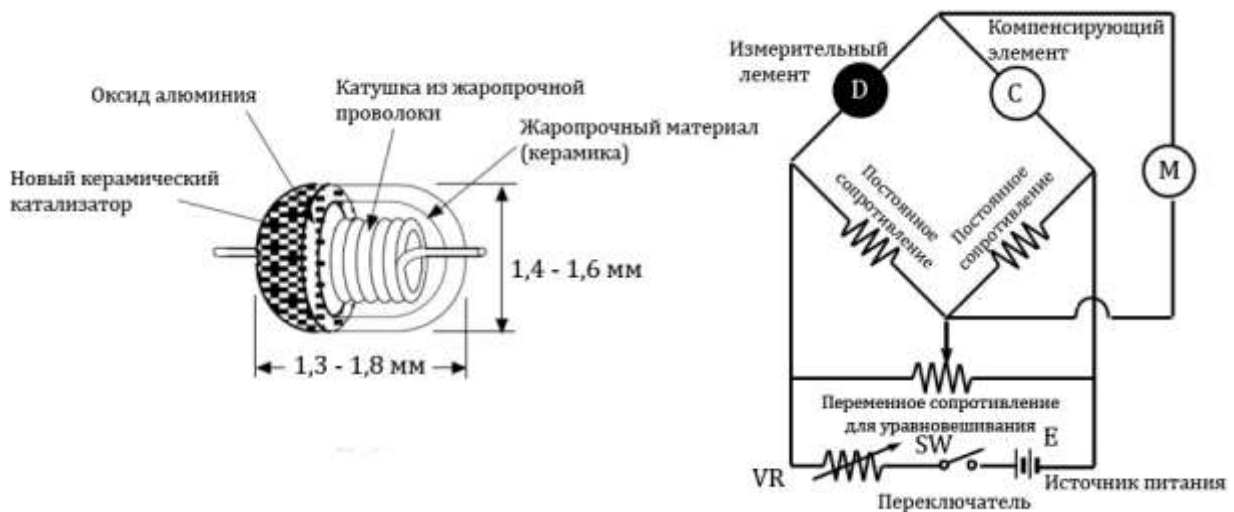 Оксид алюминия
Катушка из жаропрочной
проволоки
Жаропрочный материал
(керамика)
Новый керамический
катализатор
1,4 - 1,6 мм
1,3 - 1,8 мм
Измерительный
лемент
Компенсирующий
элемент
D
C
M
Постоянное
сопротивление
Постоянное
сопротивление
Переменное сопротивление
для уравновешивания
VR
SW
E
Источник питания
Переключатель